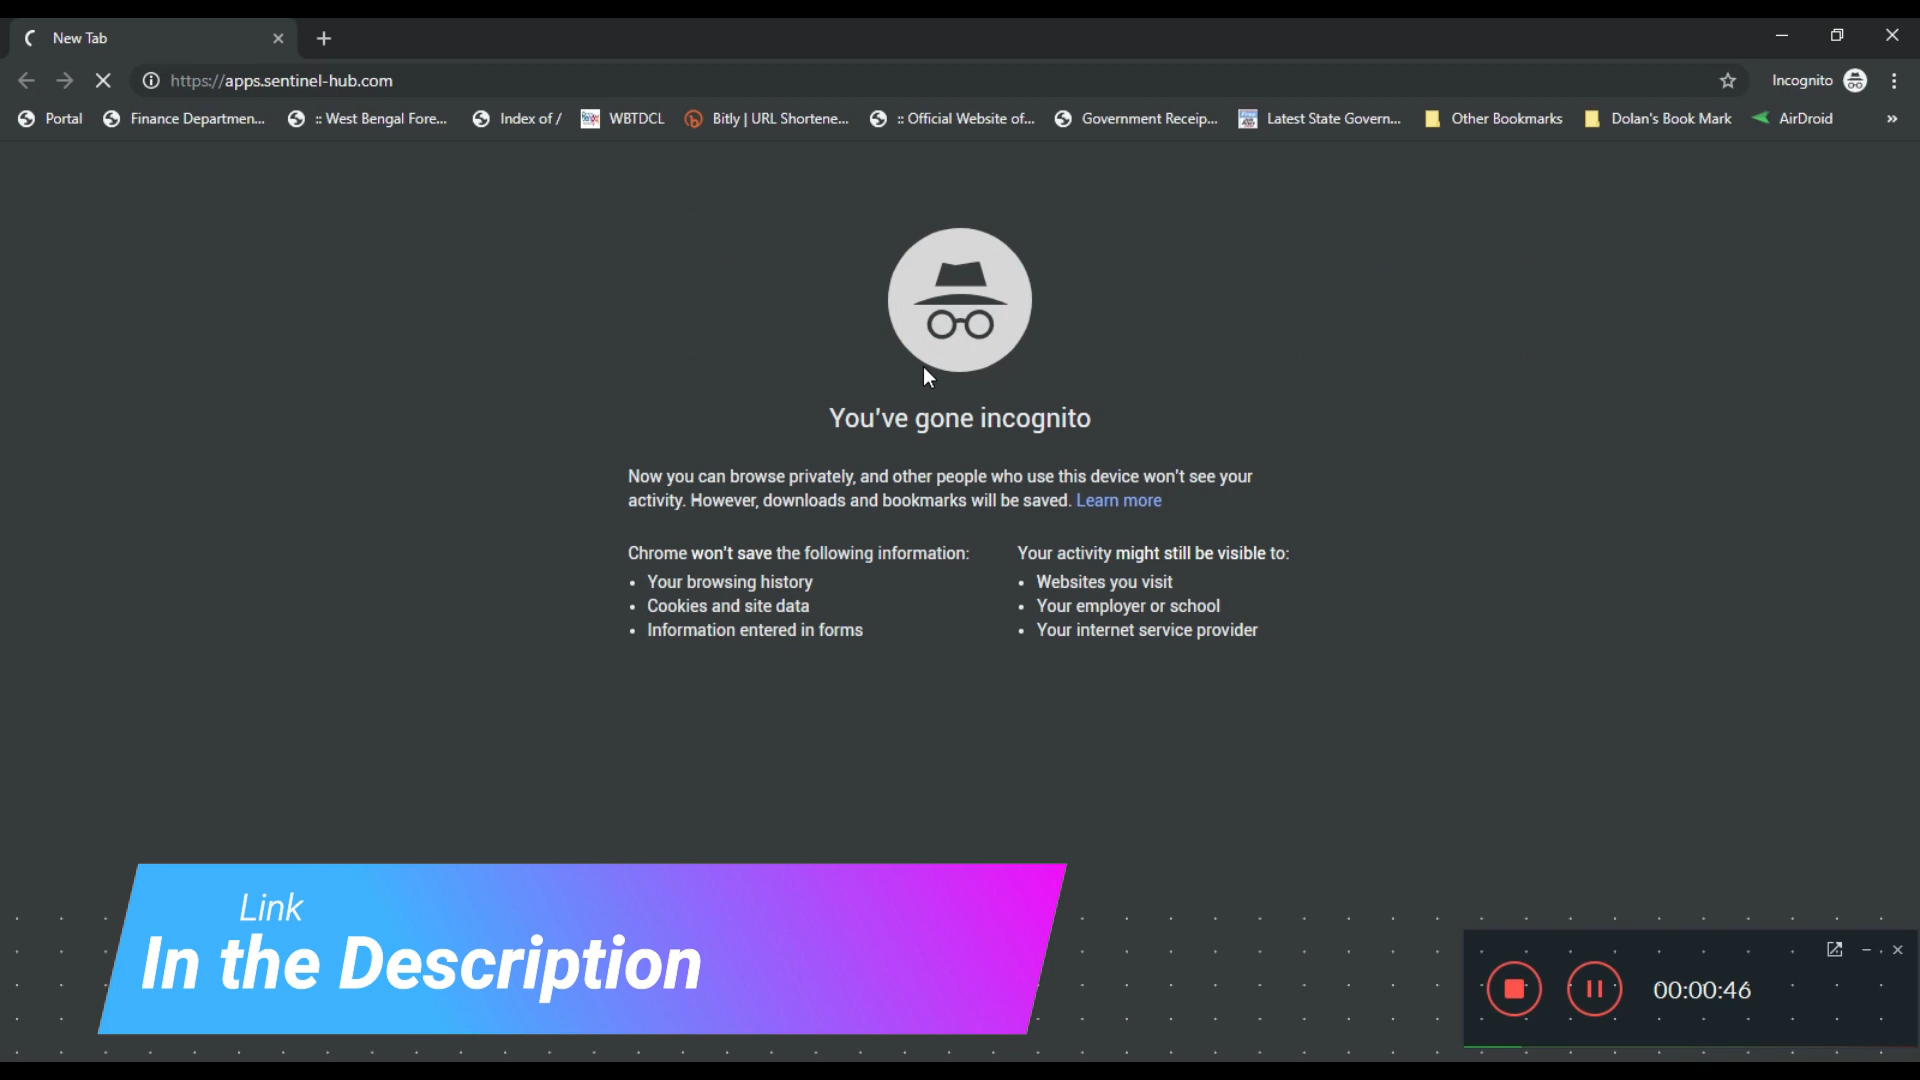 New Tab
https://apps.sentinel-hub.com
Incognito
Portal
Finance Departmen...
:: West Bengal Fore...
Index of /
WBTDCL
Bitly | URL Shortene...
:: Official Website of...
Government Receip...
Latest State Govern...
Other Bookmarks
Dolan's Book Mark
AirDroid
»
You've gone incognito
Now you can browse privately, and other people who use this device won't see your
activity. However, downloads and bookmarks will be saved. Learn more
Chrome won't save the following information:
• Your browsing history
• Cookies and site data
• Information entered in forms
Your activity might still be visible to:
• Websites you visit
• Your employer or school
• Your internet service provider
Link
In the Description
00:00:46